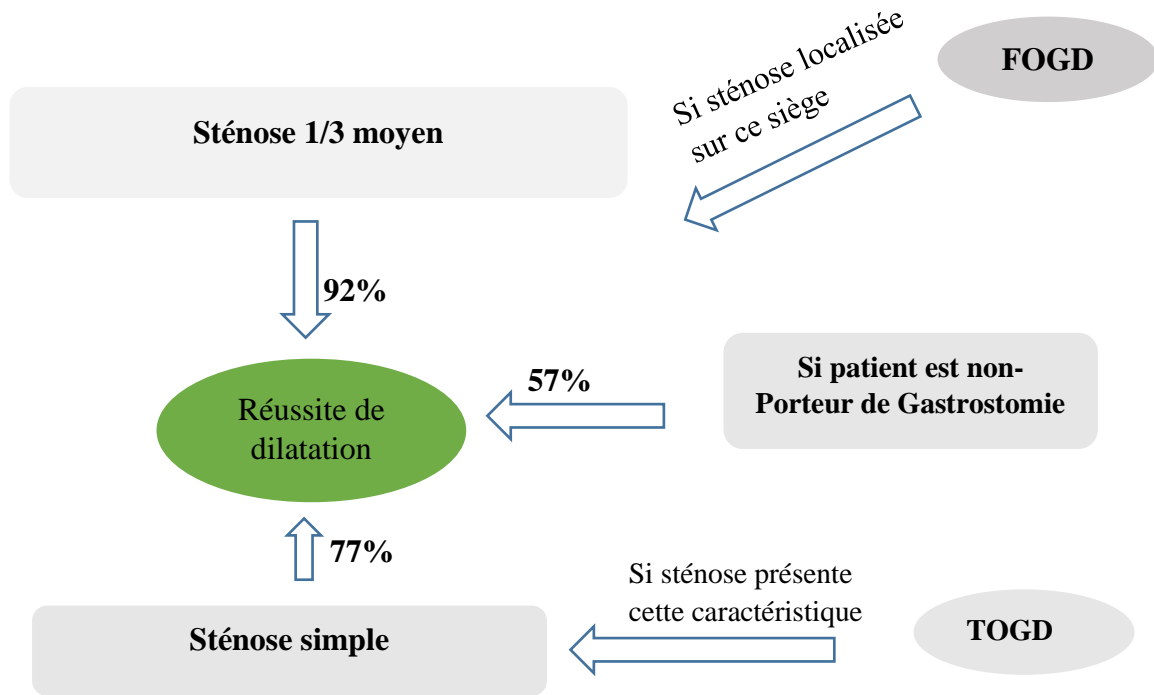 Si sténose localisée
sur ce siège
FOGD
Sténose 1/3 moyen
92%
Si patient est non-
Porteur de Gastrostomie
57%
Réussite de
dilatation
77%
Si sténose présente
cette caractéristique
TOGD
Sténose simple